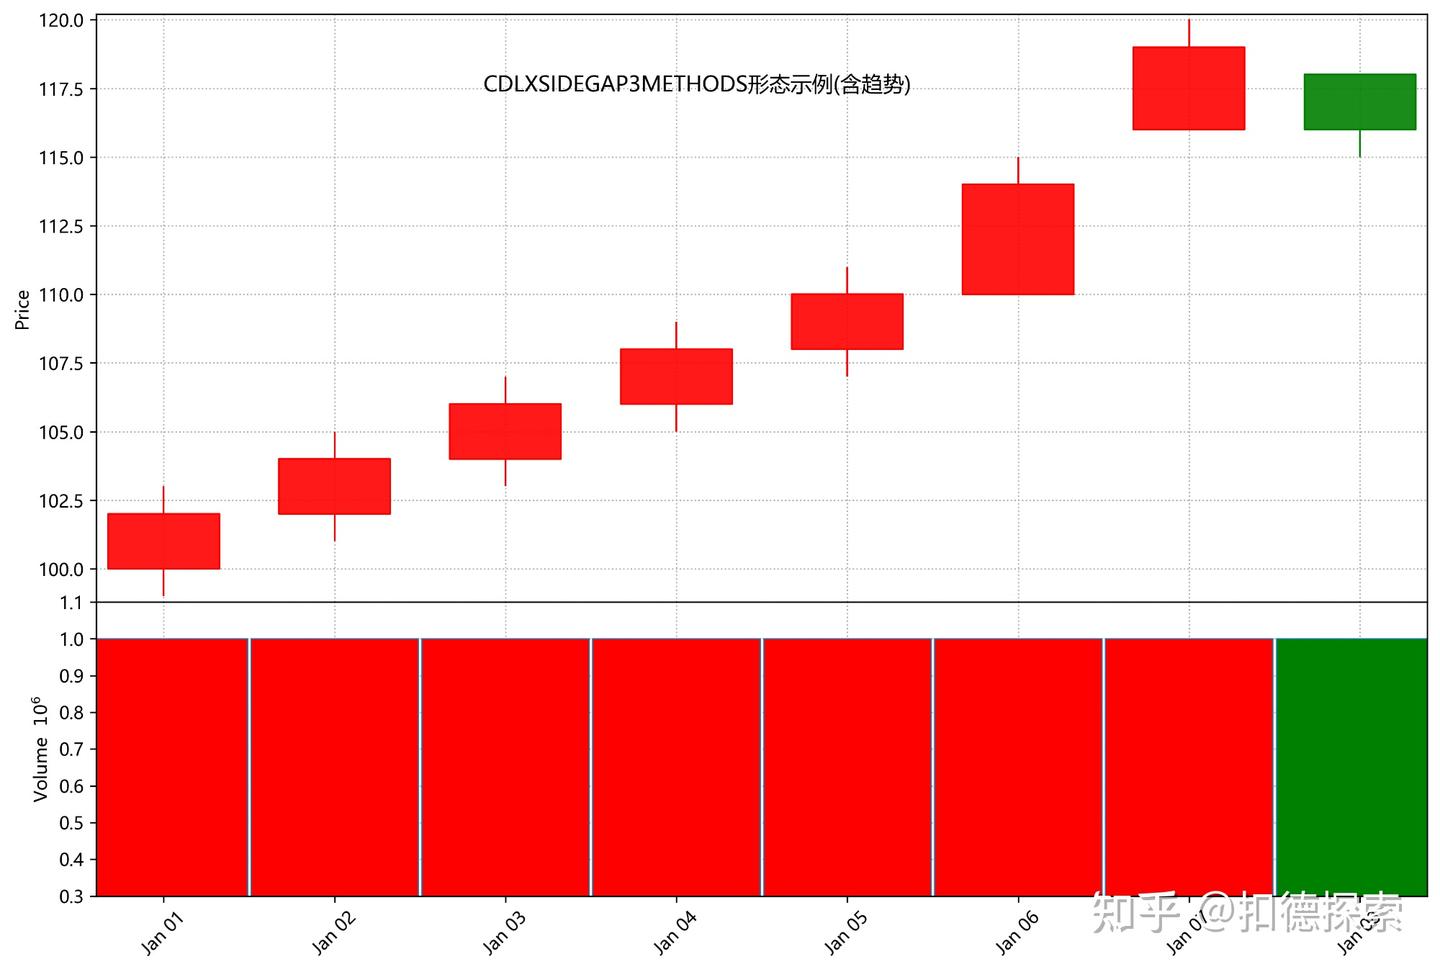 CDLXSIDEGAP3METHODS形态示例(含趋势)
Price
120.0
117.5
115.0
112.5
110.0
107.5
105.0
102.5
100.0
Volume 10⁶
1.1
1.0
0.9
0.8
0.7
0.6
0.5
0.4
0.3
Jan 01
Jan 02
Jan 03
Jan 04
Jan 05
Jan 06
Jan 07
Jan 08
知乎 @扣德探索